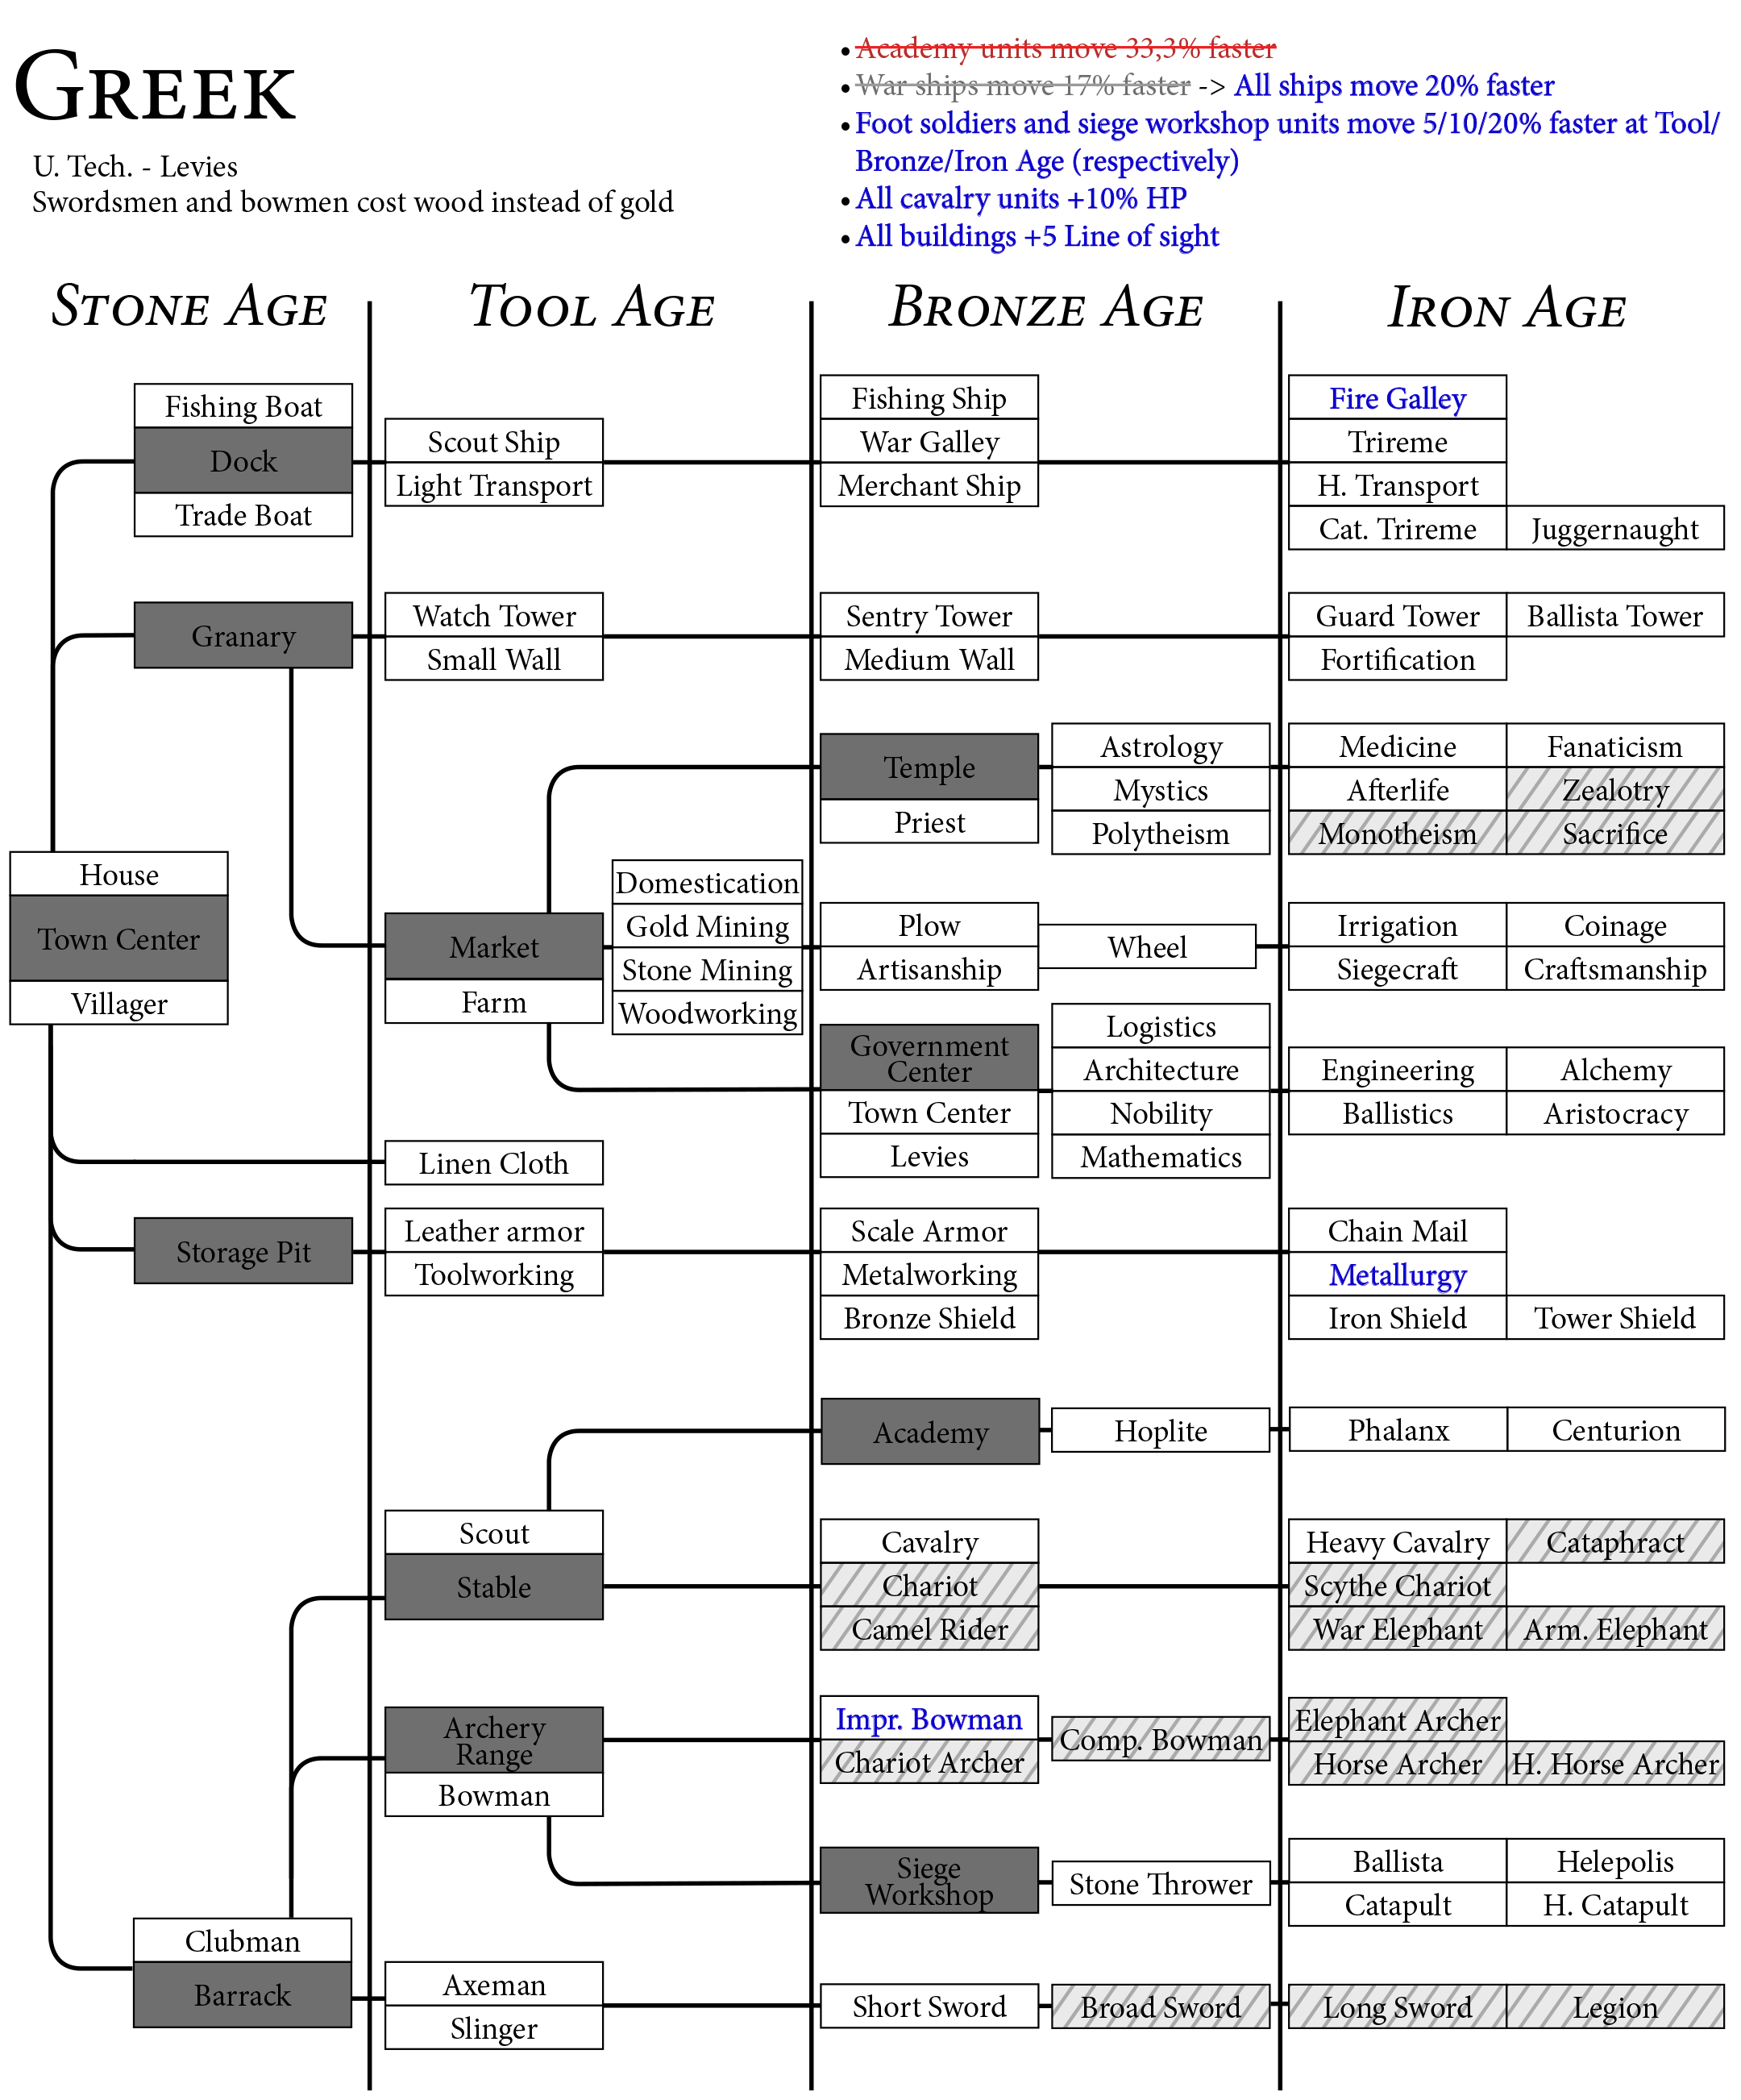 GREEK
U. Tech. - Levies
Swordsmen and bowmen cost wood instead of gold
• Academy units move 33,3% faster
• War ships move 17% faster -> All ships move 20% faster
• Foot soldiers and siege workshop units move 5/10/20% faster at Tool/
Bronze/Iron Age (respectively)
• All cavalry units +10% HP
• All buildings +5 Line of sight
STONE AGE
TOOL AGE
BRONZE AGE
IRON AGE
Fishing Boat
Dock
Trade Boat
Scout Ship
Light Transport
Fishing Ship
War Galley
Merchant Ship
Fire Galley
Trireme
H. Transport
Cat. Trireme
Juggernaught
Granary
Watch Tower
Small Wall
Sentry Tower
Medium Wall
Guard Tower
Ballista Tower
Fortification
Temple
Priest
Astrology
Mystics
Polytheism
Medicine
Fanaticism
Afterlife
Zealotry
Monotheism
Sacrifice
House
Town Center
Villager
Market
Farm
Domestication
Gold Mining
Stone Mining
Woodworking
Plow
Artisanship
Wheel
Irrigation
Coinage
Siegecraft
Craftsmanship
Government
Center
Town Center
Levies
Logistics
Architecture
Nobility
Mathematics
Engineering
Alchemy
Ballistics
Aristocracy
Linen Cloth
Storage Pit
Leather armor
Toolworking
Scale Armor
Metalworking
Bronze Shield
Chain Mail
Metallurgy
Iron Shield
Tower Shield
Academy
Hoplite
Phalanx
Centurion
Scout
Stable
Cavalry
Chariot
Camel Rider
Heavy Cavalry
Cataphract
Scythe Chariot
War Elephant
Arm. Elephant
Archery
Range
Bowman
Impr. Bowman
Chariot Archer
Comp. Bowman
Elephant Archer
Horse Archer
H. Horse Archer
Siege
Workshop
Stone Thrower
Ballista
Helepolis
Catapult
H. Catapult
Clubman
Barrack
Axeman
Slinger
Short Sword
Broad Sword
Long Sword
Legion